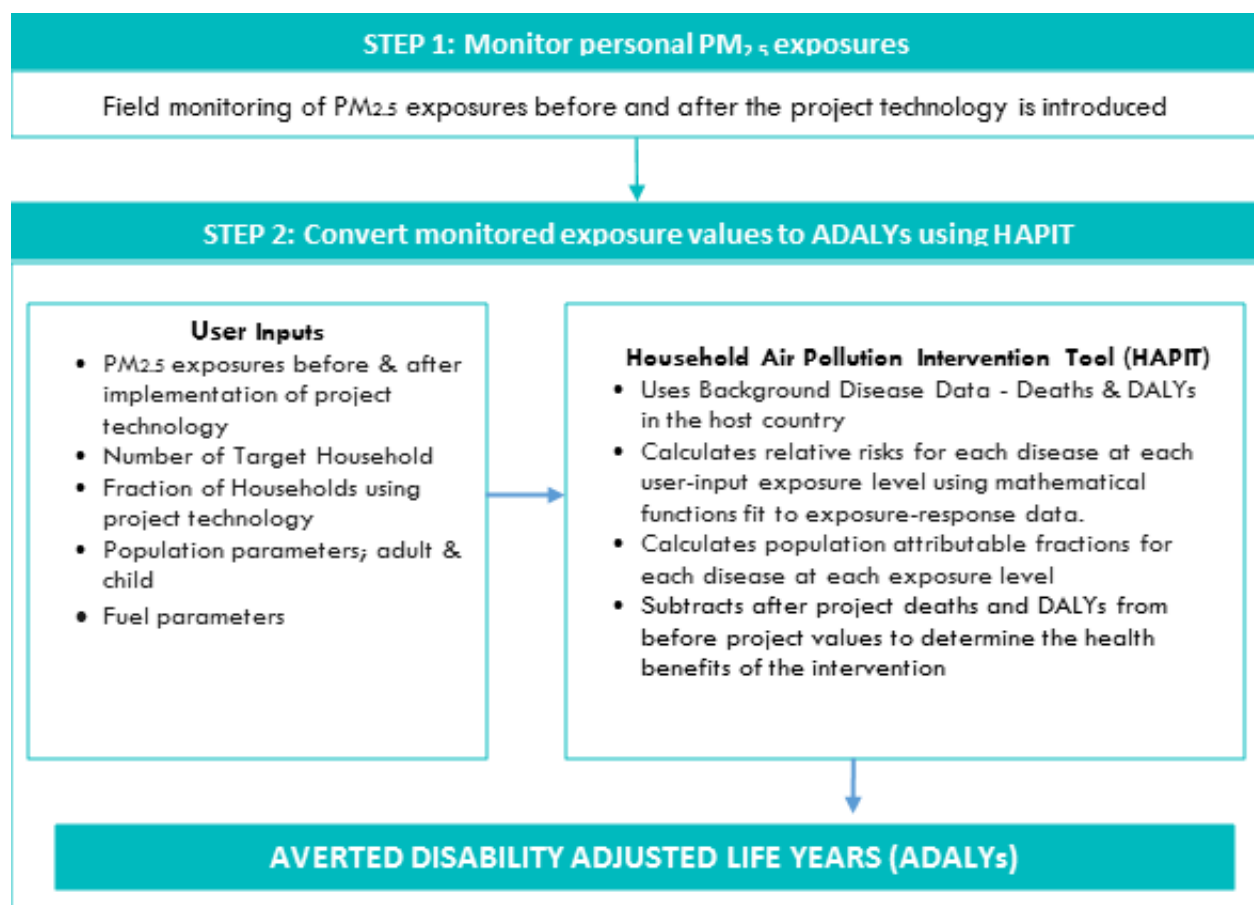 STEP 1: Monitor personal PM2.5 exposures
Field monitoring of PM2.5 exposures before and after the project technology is introduced
STEP 2: Convert monitored exposure values to ADALYs using HAPIT
User Inputs
• PM2.5 exposures before & after
implementation of project
technology
• Number of Target Household
• Fraction of Households using
project technology
• Population parameters; adult &
child
• Fuel parameters
Household Air Pollution Intervention Tool (HAPIT)
• Uses Background Disease Data - Deaths & DALYs
in the host country
• Calculates relative risks for each disease at each
user-input exposure level using mathematical
functions fit to exposure-response data.
• Calculates population attributable fractions for
each disease at each exposure level
• Subtracts after project deaths and DALYs from
before project values to determine the health
benefits of the intervention
AVERTED DISABILITY ADJUSTED LIFE YEARS (ADALYs)